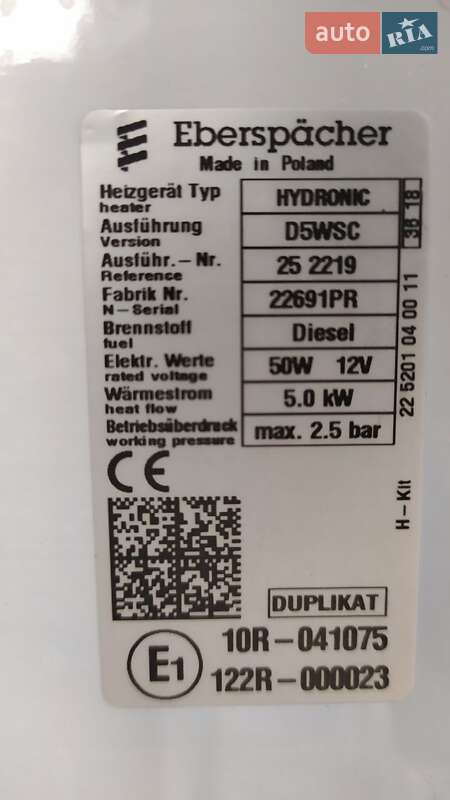 auto RIA.com
Eberspächer
Made in Poland
Heizgerät Typ HYDRONIC
heater
Ausführung D5WSC
Version
Ausführ.-Nr. 25 2219
Reference
Fabrik Nr. 22691PR
N-Serial
Brennstoff Diesel
fuel
Elektr. Werte 50W 12V
rated voltage
Wärmestrom 5.0 kW
heat flow
Betriebsüberdruck max. 2.5 bar
working pressure
38 18
22 5201 04 00 11
H-Kit
CE
DUPLIKAT
E1
10R-041075
122R-000023